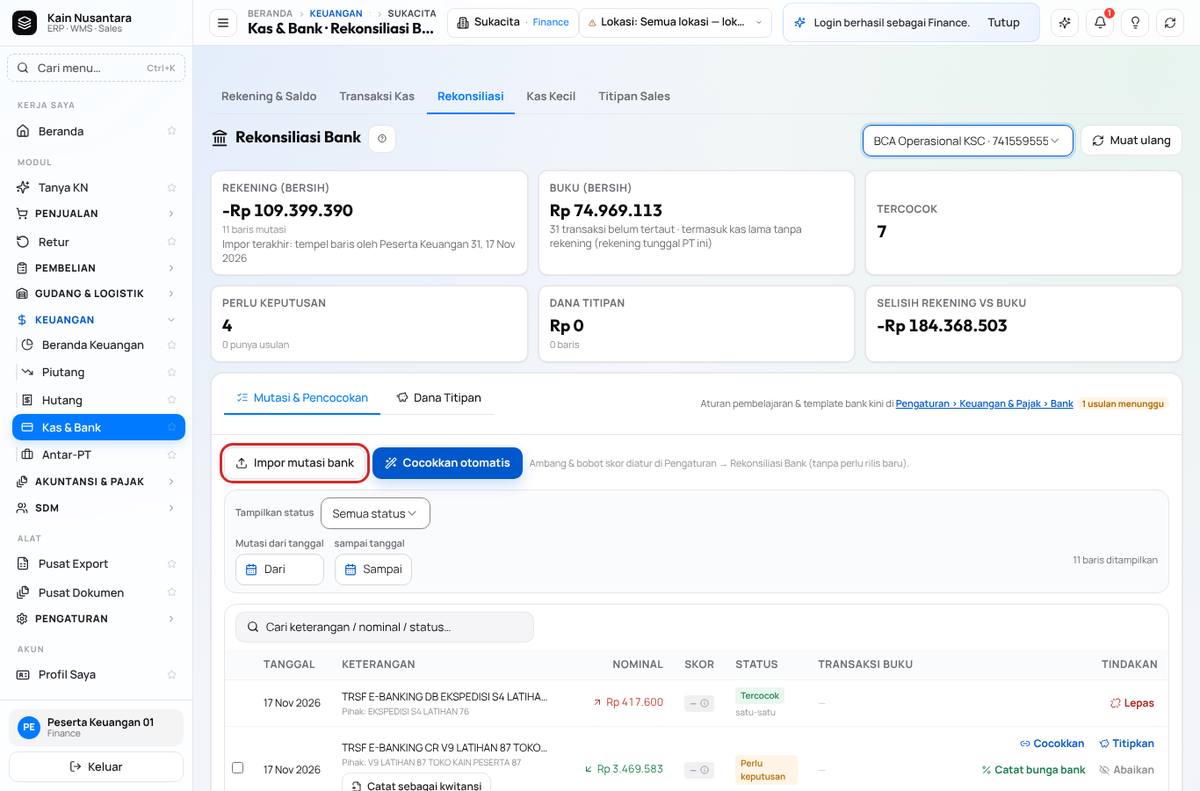 Kain Nusantara
ERP · WMS · Sales
Cari menu...
Ctrl+K
KERJA SAYA
Beranda
MODUL
Tanya KN
PENJUALAN
Retur
PEMBELIAN
GUDANG & LOGISTIK
KEUANGAN
Beranda Keuangan
Piutang
Hutang
Kas & Bank
Antar-PT
AKUNTANSI & PAJAK
SDM
ALAT
Pusat Export
Pusat Dokumen
PENGATURAN
AKUN
Profil Saya
PE
Peserta Keuangan 01
Finance
Keluar
BERANDA › KEUANGAN › SUKACITA
Kas & Bank · Rekonsiliasi B...
Sukacita · Finance
Lokasi: Semua lokasi — lok...
Login berhasil sebagai Finance.
Tutup
1
Rekening & Saldo
Transaksi Kas
Rekonsiliasi
Kas Kecil
Titipan Sales
Rekonsiliasi Bank
BCA Operasional KSC · 741559555
Muat ulang
REKENING (BERSIH)
-Rp 109.399.390
11 baris mutasi
Impor terakhir: tempel baris oleh Peserta Keuangan 31, 17 Nov
2026
BUKU (BERSIH)
Rp 74.969.113
31 transaksi belum tertaut · termasuk kas lama tanpa
rekening (rekening tunggal PT ini)
TERCOCOK
7
PERLU KEPUTUSAN
4
0 punya usulan
DANA TITIPAN
Rp 0
0 baris
SELISIH REKENING VS BUKU
-Rp 184.368.503
Mutasi & Pencocokan
Dana Titipan
Aturan pembelajaran & template bank kini di Pengaturan › Keuangan & Pajak › Bank
1 usulan menunggu
Impor mutasi bank
Cocokkan otomatis
Ambang & bobot skor diatur di Pengaturan → Rekonsiliasi Bank (tanpa perlu rilis baru).
Tampilkan status
Semua status
Mutasi dari tanggal
sampai tanggal
Dari
Sampai
11 baris ditampilkan
Cari keterangan / nominal / status...
TANGGAL KETERANGAN NOMINAL SKOR STATUS TRANSAKSI BUKU TINDAKAN
17 Nov 2026
TRSF E-BANKING DB EKSPEDISI S4 LATIHA...
Pihak: EKSPEDISI S4 LATIHAN 76
Rp 417.600
—
Tercocok
satu-satu
—
Lepas
17 Nov 2026
TRSF E-BANKING CR V9 LATIHAN 87 TOKO...
Pihak: V9 LATIHAN 87 TOKO KAIN PESERTA 87
Catat sebagai kwitansi
Rp 3.469.583
—
Perlu
keputusan
—
Cocokkan
Titipkan
Catat bunga bank
Abaikan